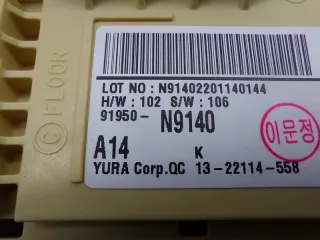 © FLOOR
LOT NO : N91402201140144
H/W : 102 S/W : 106
91950- N9140
이문정
A14 K
YURA Corp.QC 13-22114-558